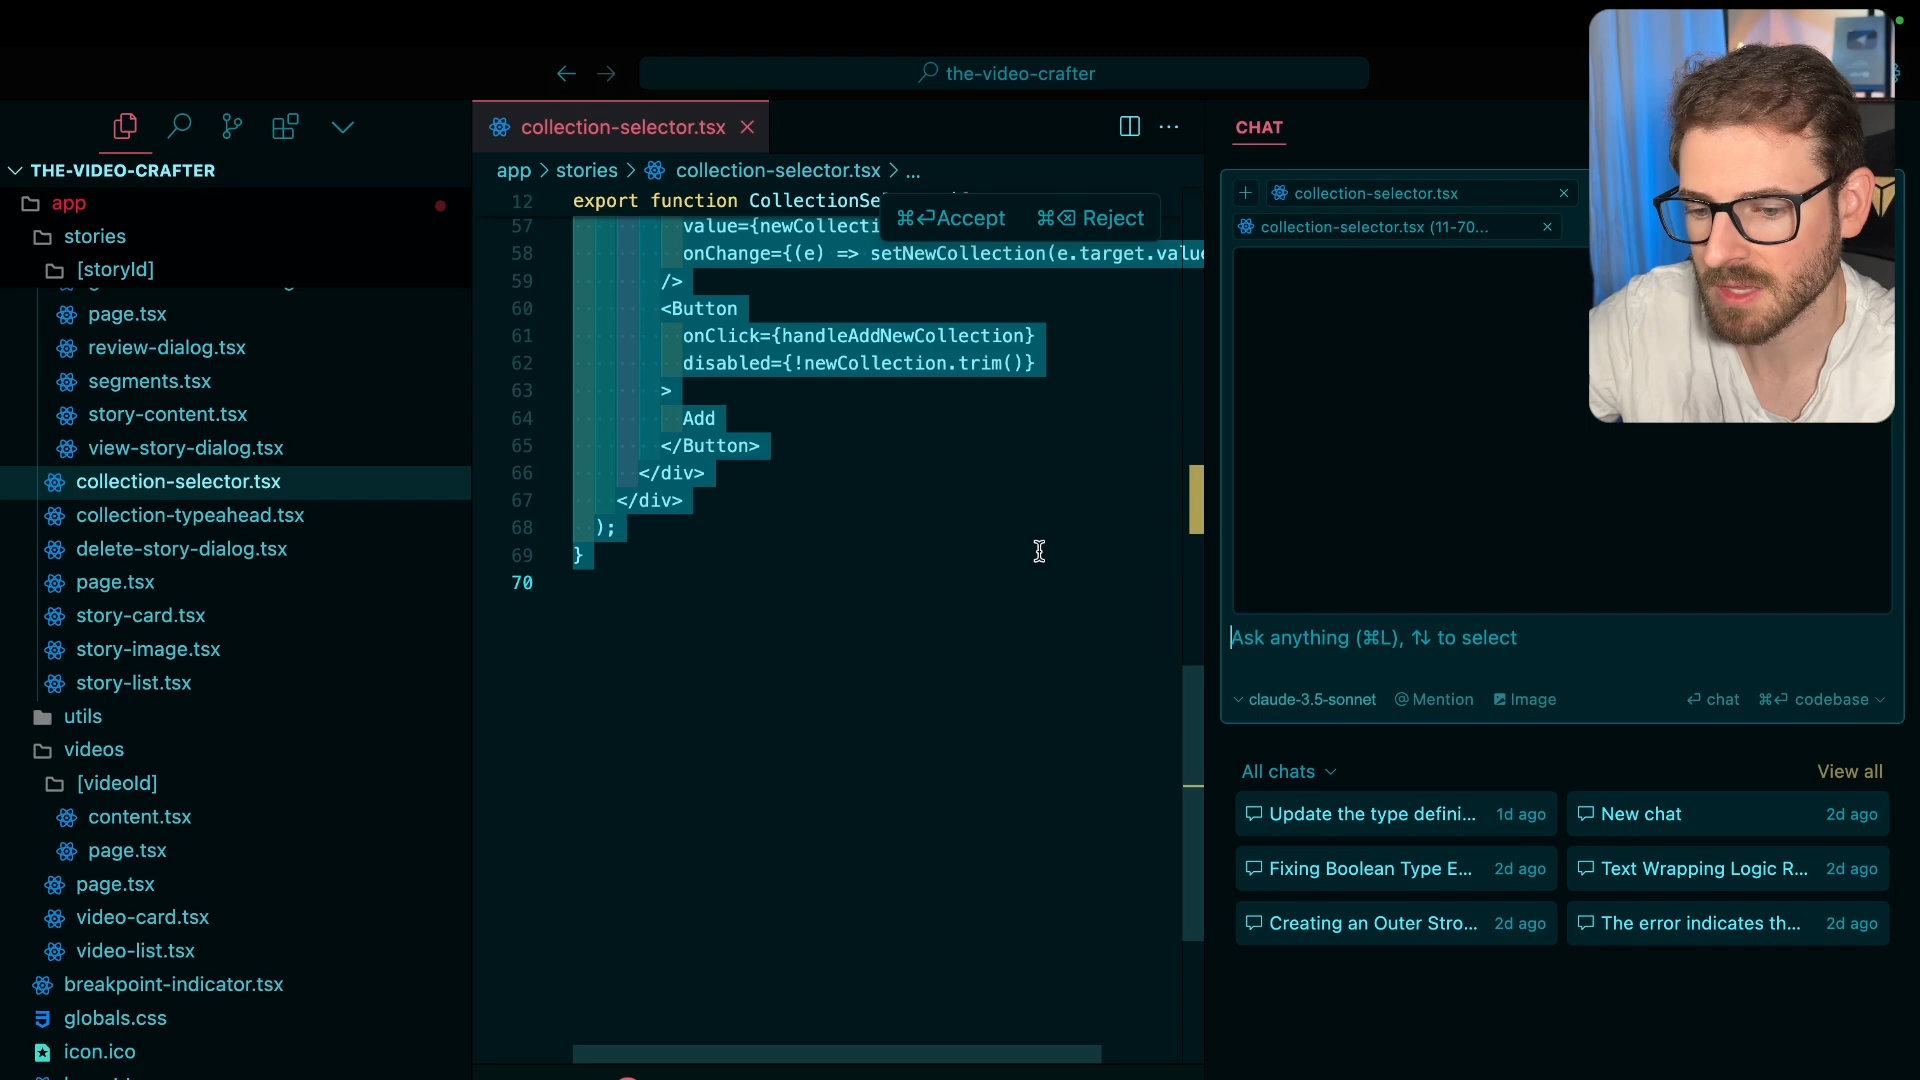 the-video-crafter
THE-VIDEO-CRAFTER
app
stories
[storyId]
page.tsx
review-dialog.tsx
segments.tsx
story-content.tsx
view-story-dialog.tsx
collection-selector.tsx
collection-typeahead.tsx
delete-story-dialog.tsx
page.tsx
story-card.tsx
story-image.tsx
story-list.tsx
utils
videos
[videoId]
content.tsx
page.tsx
page.tsx
video-card.tsx
video-list.tsx
breakpoint-indicator.tsx
globals.css
icon.ico
collection-selector.tsx
app > stories > collection-selector.tsx > ...
12 export function CollectionSe
⌘⏎Accept ⌘⌫ Reject
57 value={newCollecti
58 onChange={(e) => setNewCollection(e.target.value
59 />
60 <Button
61 onClick={handleAddNewCollection}
62 disabled={!newCollection.trim()}
63 >
64 Add
65 </Button>
66 </div>
67 </div>
68 );
69 }
70
CHAT
+ collection-selector.tsx
collection-selector.tsx (11-70...
Ask anything (⌘L), ⇅ to select
claude-3.5-sonnet @ Mention Image ⏎ chat ⌘⏎ codebase
All chats View all
Update the type defini... 1d ago
New chat 2d ago
Fixing Boolean Type E... 2d ago
Text Wrapping Logic R... 2d ago
Creating an Outer Stro... 2d ago
The error indicates th... 2d ago